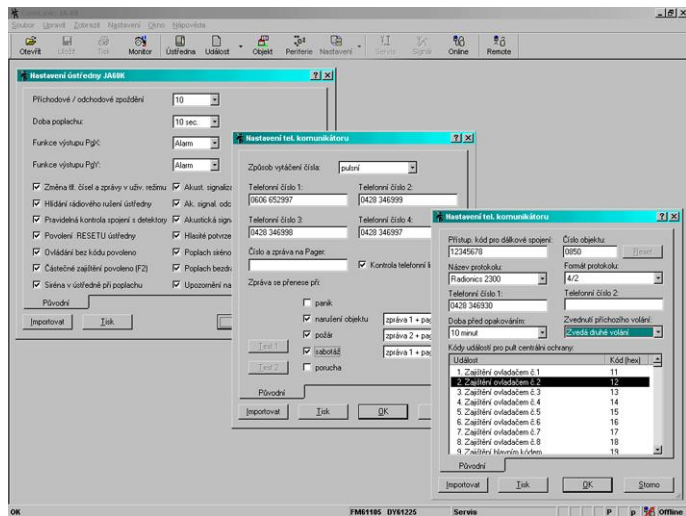 Soubor Upravit Zobrazit Nastavení Okno Nápověda
Otevřít Uložit Tisk Monitor Ústředna Událost Objekt Periferie Nastavení Servis Signál Online Remote
Nastavení ústředny JA60K
Příchodové / odchodové zpoždění 10
Doba poplachu: 10 sec.
Funkce výstupu PgX: Alarm
Funkce výstupu PgY: Alarm
Změna tl. čísel a zprávy v uživ. režimu Akust. signaliza
Hlídání rádiového rušení ústředny Ak. signal. odc
Pravidelná kontrola spojení s detektory Akustická sign
Povolení RESETU ústředny Hlasité potvrze
Ovládání bez kódu povoleno Poplach siréno
Částečné zajištění povoleno (F2) Poplach bezdra
Siréna v ústředně při poplachu Upozornění na
Původní
Importovat Tisk
Nastavení tel. komunikátoru
Způsob vytáčení čísla: pulsní
Telefonní číslo 1: Telefonní číslo 2:
0606 652997 0428 346999
Telefonní číslo 3: Telefonní číslo 4:
0428 346998 0428 346997
Číslo a zpráva na Pager:
Kontrola telefonní li
Zpráva se přenese při:
panik
narušení objektu zpráva 1 + pag
požár zpráva 2 + pag
Test 1 sabotáž zpráva 1 + pag
Test 2 porucha
Původní
Importovat Tisk OK
Nastavení tel. komunikátoru
Přístup. kód pro dálkové spojení: Číslo objektu:
12345678 0850 Reset
Název protokolu: Formát protokolu:
Radionics 2300 4/2
Telefonní číslo 1: Telefonní číslo 2:
0428 346930
Doba před opakováním: Zvednutí příchozího volání:
10 minut Zvedá druhé volání
Kódy událostí pro pult centrální ochrany:
Událost Kód (hex)
1. Zajištění ovladačem č.1 11
2. Zajištění ovladačem č.2 12
3. Zajištění ovladačem č.3 13
4. Zajištění ovladačem č.4 14
5. Zajištění ovladačem č.5 15
6. Zajištění ovladačem č.6 16
7. Zajištění ovladačem č.7 17
8. Zajištění ovladačem č.8 18
9. Zajištění hlavním kódem 19
Původní
Importovat Tisk OK Storno
OK FM61105 DY61225 Servis P p Offline